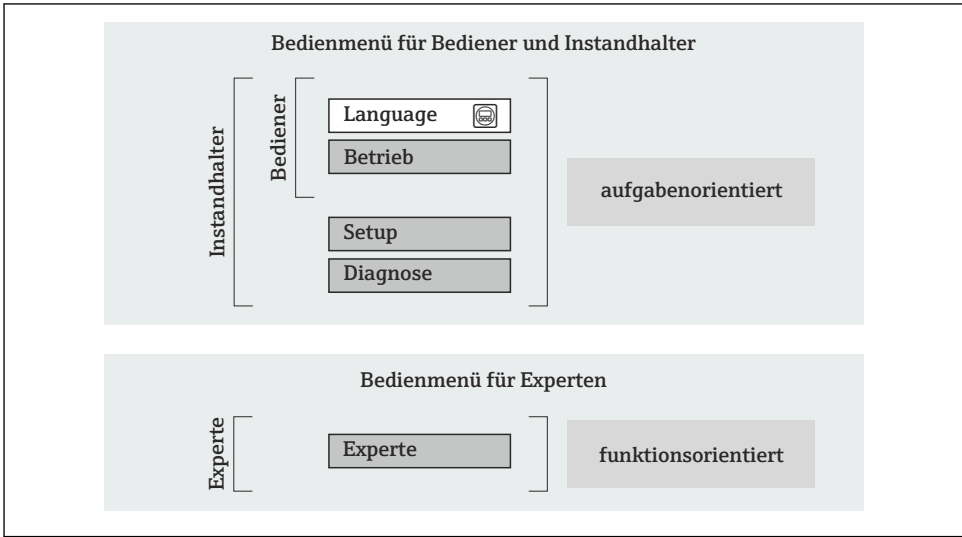 Bedienmenü für Bediener und Instandhalter
Instandhalter
Bediener
Language
Betrieb
Setup
Diagnose
aufgabenorientiert
Bedienmenü für Experten
Experte
Experte
funktionsorientiert